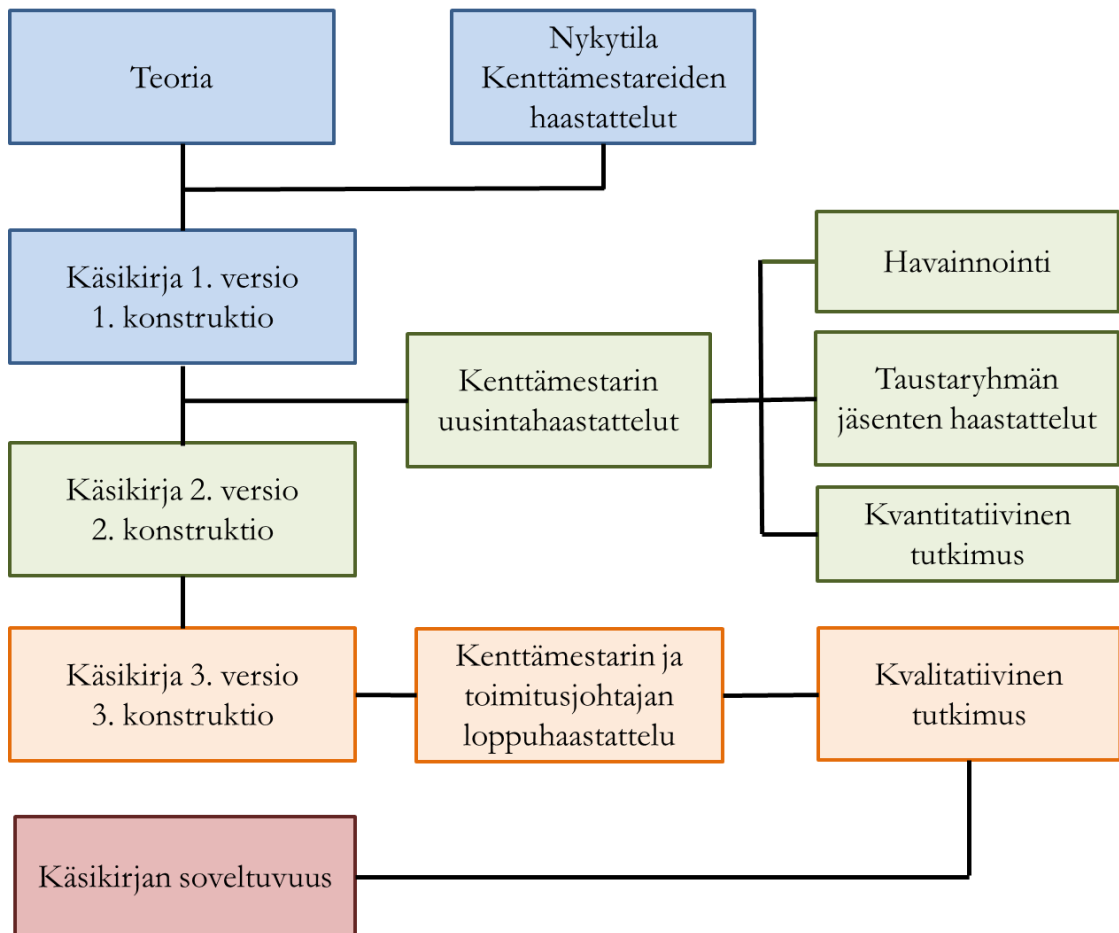 Teoria
Nykytila
Kenttämestareiden
haastattelut
Käsikirja 1. versio
1. konstruktio
Havainnointi
Kenttämestarin
uusintahaastattelut
Taustaryhmän
jäsenten haastattelut
Käsikirja 2. versio
2. konstruktio
Kvantitatiivinen
tutkimus
Käsikirja 3. versio
3. konstruktio
Kenttämestarin ja
toimitusjohtajan
loppuhaastattelu
Kvalitatiivinen
tutkimus
Käsikirjan soveltuvuus